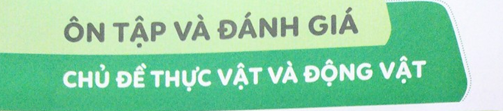 ÔN TẬP VÀ ĐÁNH GIÁ
CHỦ ĐỀ THỰC VẬT VÀ ĐỘNG VẬT